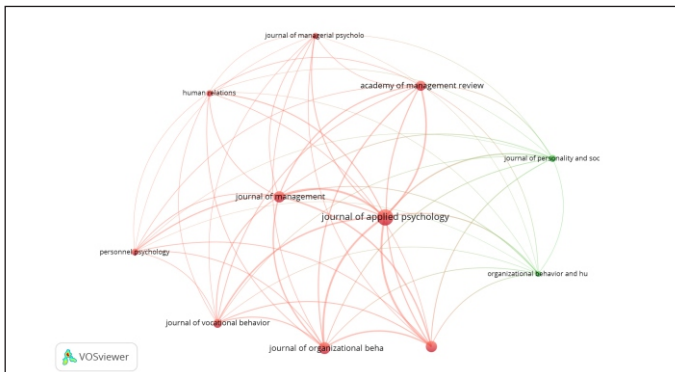 journal of managerial psycholo
academy of management review
human relations
journal of personality and soc
journal of management
journal of applied psychology
personnel psychology
organizational behavior and hu
journal of vocational behavior
journal of organizational beha
VOSviewer